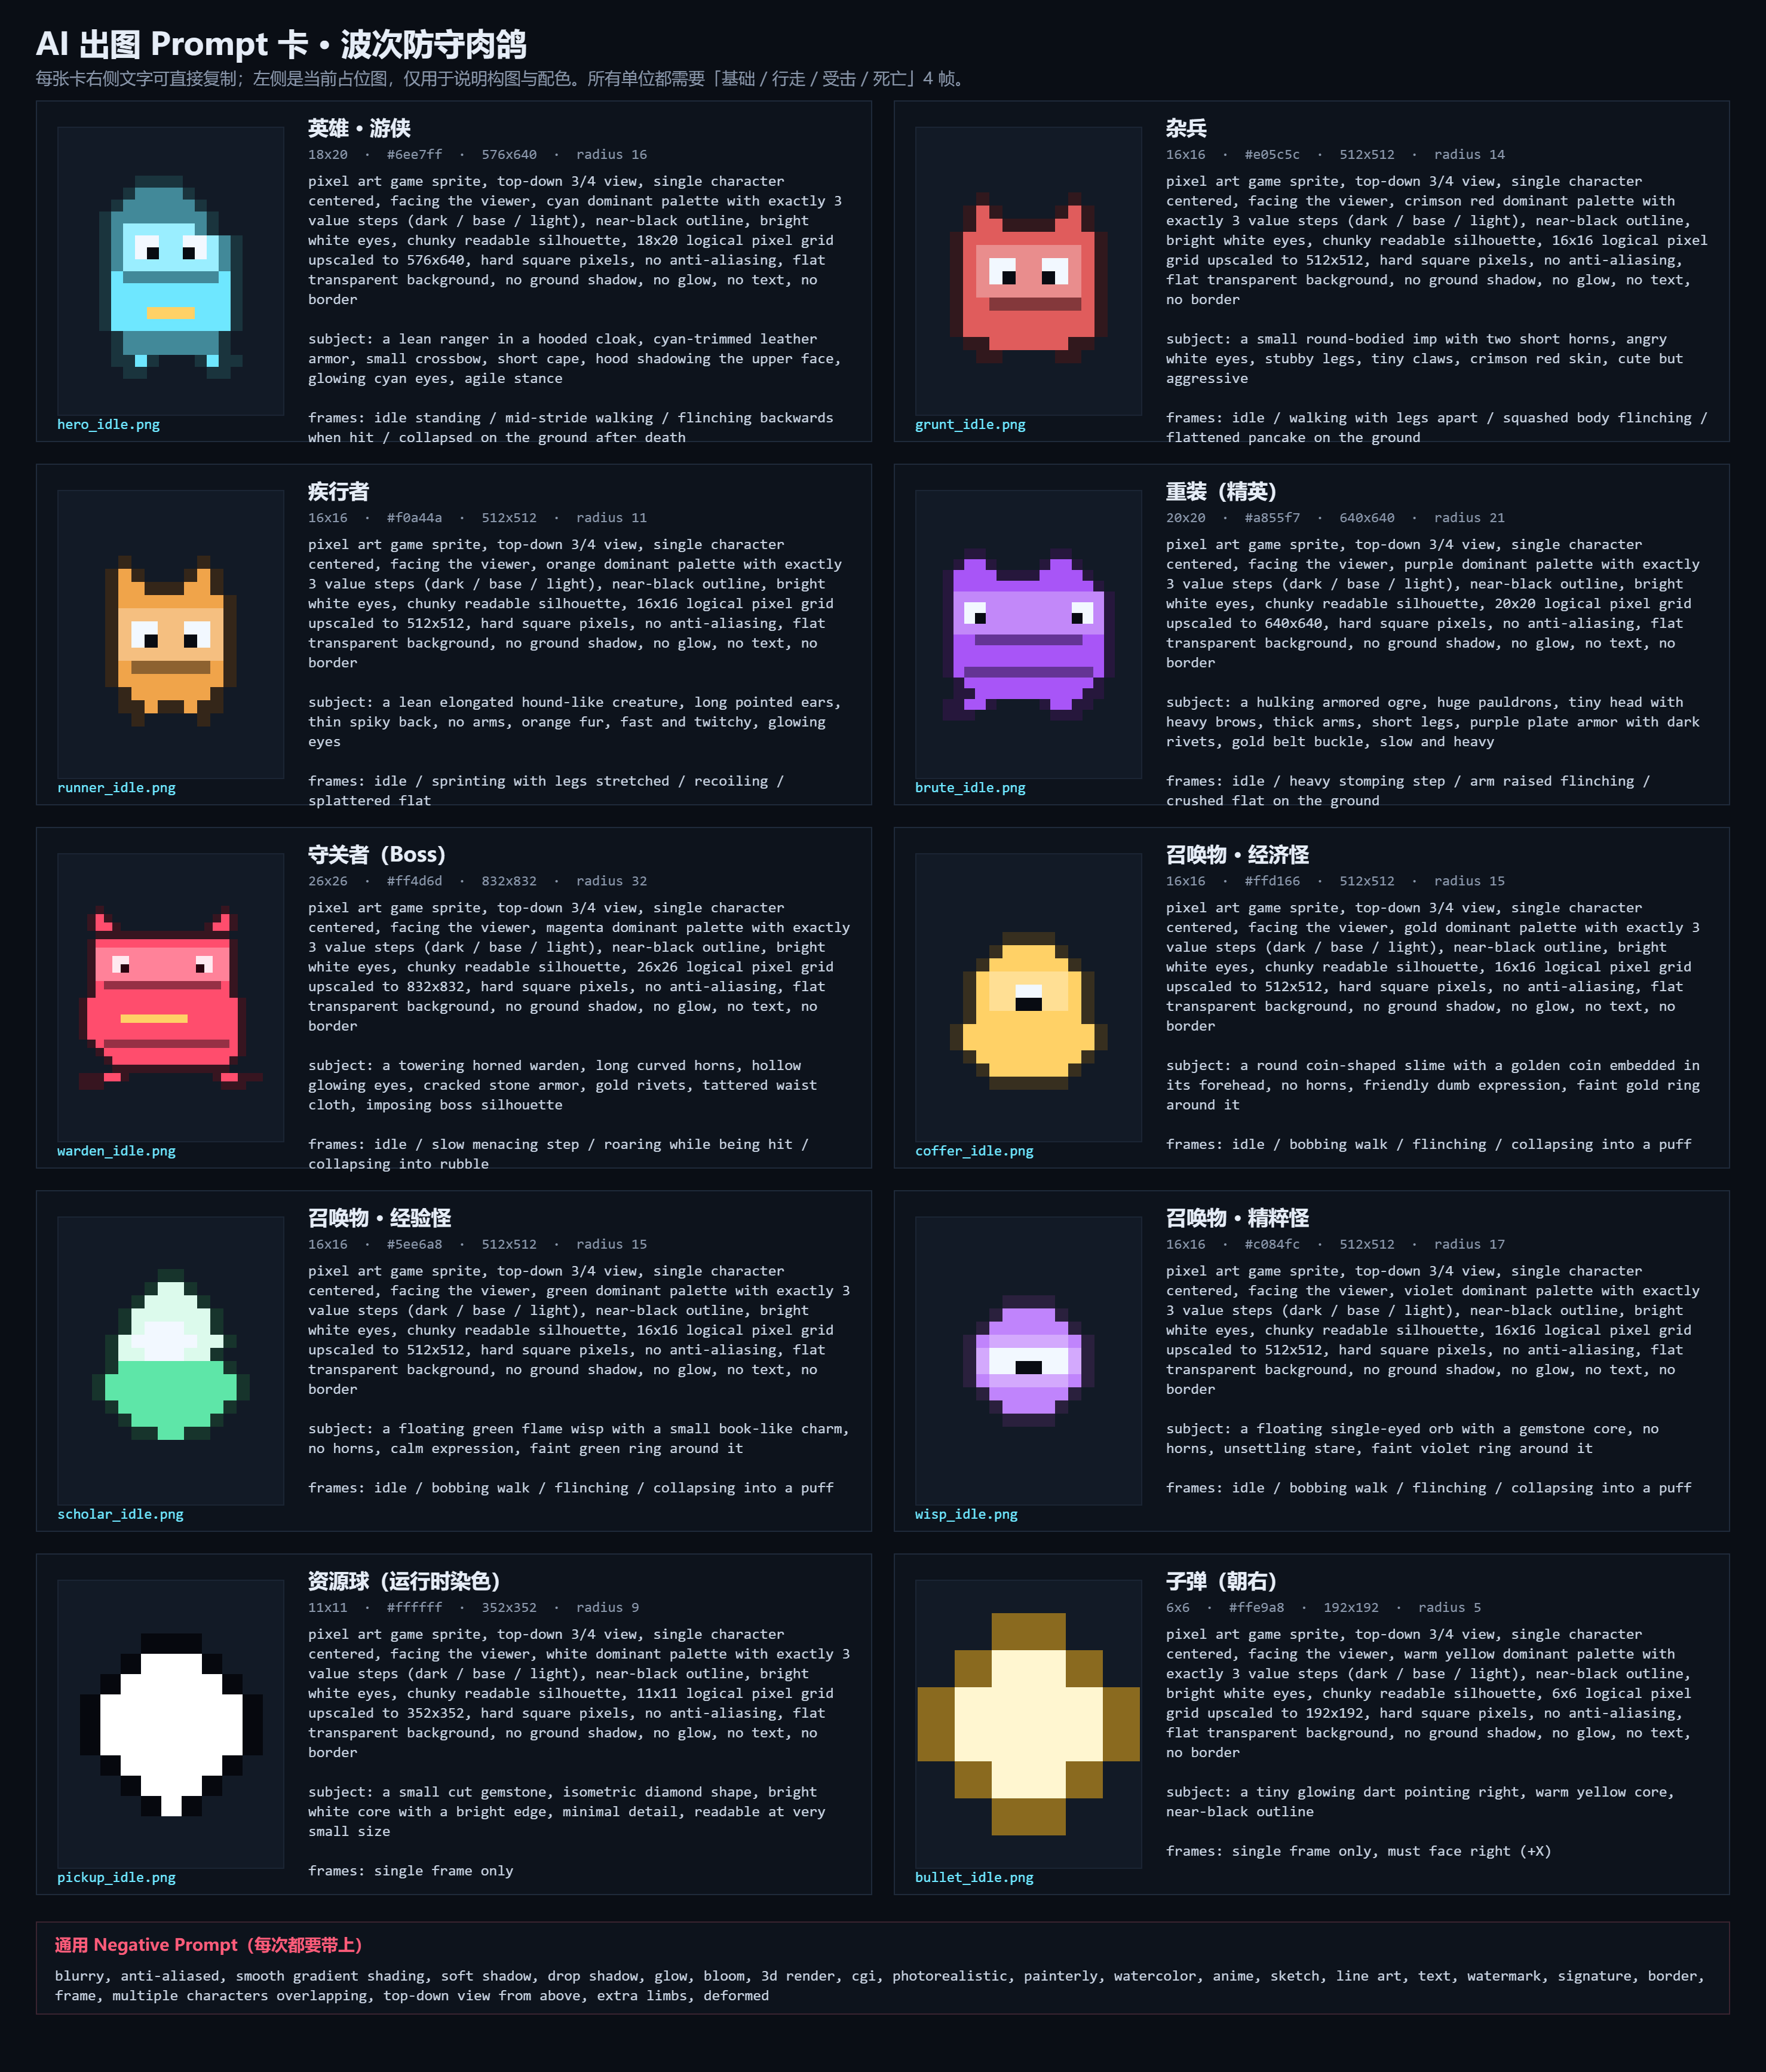 AI 出图 Prompt 卡 · 波次防守肉鸽
每张卡右侧文字可直接复制；左侧是当前占位图，仅用于说明构图与配色。所有单位都需要「基础 / 行走 / 受击 / 死亡」4 帧。
英雄 · 游侠
18x20 · #6ee7ff · 576x640 · radius 16
pixel art game sprite, top-down 3/4 view, single character
centered, facing the viewer, cyan dominant palette with exactly 3
value steps (dark / base / light), near-black outline, bright
white eyes, chunky readable silhouette, 18x20 logical pixel grid
upscaled to 576x640, hard square pixels, no anti-aliasing, flat
transparent background, no ground shadow, no glow, no text, no
border
subject: a lean ranger in a hooded cloak, cyan-trimmed leather
armor, small crossbow, short cape, hood shadowing the upper face,
glowing cyan eyes, agile stance
frames: idle standing / mid-stride walking / flinching backwards
when hit / collapsed on the ground after death
hero_idle.png
杂兵
16x16 · #e05c5c · 512x512 · radius 14
pixel art game sprite, top-down 3/4 view, single character
centered, facing the viewer, crimson red dominant palette with
exactly 3 value steps (dark / base / light), near-black outline,
bright white eyes, chunky readable silhouette, 16x16 logical pixel
grid upscaled to 512x512, hard square pixels, no anti-aliasing,
flat transparent background, no ground shadow, no glow, no text,
no border
subject: a small round-bodied imp with two short horns, angry
white eyes, stubby legs, tiny claws, crimson red skin, cute but
aggressive
frames: idle / walking with legs apart / squashed body flinching /
flattened pancake on the ground
grunt_idle.png
疾行者
16x16 · #f0a44a · 512x512 · radius 11
pixel art game sprite, top-down 3/4 view, single character
centered, facing the viewer, orange dominant palette with exactly
3 value steps (dark / base / light), near-black outline, bright
white eyes, chunky readable silhouette, 16x16 logical pixel grid
upscaled to 512x512, hard square pixels, no anti-aliasing, flat
transparent background, no ground shadow, no glow, no text, no
border
subject: a lean elongated hound-like creature, long pointed ears,
thin spiky back, no arms, orange fur, fast and twitchy, glowing
eyes
frames: idle / sprinting with legs stretched / recoiling /
splattered flat
runner_idle.png
重装（精英）
20x20 · #a855f7 · 640x640 · radius 21
pixel art game sprite, top-down 3/4 view, single character
centered, facing the viewer, purple dominant palette with exactly
3 value steps (dark / base / light), near-black outline, bright
white eyes, chunky readable silhouette, 20x20 logical pixel grid
upscaled to 640x640, hard square pixels, no anti-aliasing, flat
transparent background, no ground shadow, no glow, no text, no
border
subject: a hulking armored ogre, huge pauldrons, tiny head with
heavy brows, thick arms, short legs, purple plate armor with dark
rivets, gold belt buckle, slow and heavy
frames: idle / heavy stomping step / arm raised flinching /
crushed flat on the ground
brute_idle.png
守关者（Boss）
26x26 · #ff4d6d · 832x832 · radius 32
pixel art game sprite, top-down 3/4 view, single character
centered, facing the viewer, magenta dominant palette with exactly
3 value steps (dark / base / light), near-black outline, bright
white eyes, chunky readable silhouette, 26x26 logical pixel grid
upscaled to 832x832, hard square pixels, no anti-aliasing, flat
transparent background, no ground shadow, no glow, no text, no
border
subject: a towering horned warden, long curved horns, hollow
glowing eyes, cracked stone armor, gold rivets, tattered waist
cloth, imposing boss silhouette
frames: idle / slow menacing step / roaring while being hit /
collapsing into rubble
warden_idle.png
召唤物 · 经济怪
16x16 · #ffd166 · 512x512 · radius 15
pixel art game sprite, top-down 3/4 view, single character
centered, facing the viewer, gold dominant palette with exactly 3
value steps (dark / base / light), near-black outline, bright
white eyes, chunky readable silhouette, 16x16 logical pixel grid
upscaled to 512x512, hard square pixels, no anti-aliasing, flat
transparent background, no ground shadow, no glow, no text, no
border
subject: a round coin-shaped slime with a golden coin embedded in
its forehead, no horns, friendly dumb expression, faint gold ring
around it
frames: idle / bobbing walk / flinching / collapsing into a puff
coffer_idle.png
召唤物 · 经验怪
16x16 · #5ee6a8 · 512x512 · radius 15
pixel art game sprite, top-down 3/4 view, single character
centered, facing the viewer, green dominant palette with exactly 3
value steps (dark / base / light), near-black outline, bright
white eyes, chunky readable silhouette, 16x16 logical pixel grid
upscaled to 512x512, hard square pixels, no anti-aliasing, flat
transparent background, no ground shadow, no glow, no text, no
border
subject: a floating green flame wisp with a small book-like charm,
no horns, calm expression, faint green ring around it
frames: idle / bobbing walk / flinching / collapsing into a puff
scholar_idle.png
召唤物 · 精粹怪
16x16 · #c084fc · 512x512 · radius 17
pixel art game sprite, top-down 3/4 view, single character
centered, facing the viewer, violet dominant palette with exactly
3 value steps (dark / base / light), near-black outline, bright
white eyes, chunky readable silhouette, 16x16 logical pixel grid
upscaled to 512x512, hard square pixels, no anti-aliasing, flat
transparent background, no ground shadow, no glow, no text, no
border
subject: a floating single-eyed orb with a gemstone core, no
horns, unsettling stare, faint violet ring around it
frames: idle / bobbing walk / flinching / collapsing into a puff
wisp_idle.png
资源球（运行时染色）
11x11 · #ffffff · 352x352 · radius 9
pixel art game sprite, top-down 3/4 view, single character
centered, facing the viewer, white dominant palette with exactly 3
value steps (dark / base / light), near-black outline, bright
white eyes, chunky readable silhouette, 11x11 logical pixel grid
upscaled to 352x352, hard square pixels, no anti-aliasing, flat
transparent background, no ground shadow, no glow, no text, no
border
subject: a small cut gemstone, isometric diamond shape, bright
white core with a bright edge, minimal detail, readable at very
small size
frames: single frame only
pickup_idle.png
子弹（朝右）
6x6 · #ffe9a8 · 192x192 · radius 5
pixel art game sprite, top-down 3/4 view, single character
centered, facing the viewer, warm yellow dominant palette with
exactly 3 value steps (dark / base / light), near-black outline,
bright white eyes, chunky readable silhouette, 6x6 logical pixel
grid upscaled to 192x192, hard square pixels, no anti-aliasing,
flat transparent background, no ground shadow, no glow, no text,
no border
subject: a tiny glowing dart pointing right, warm yellow core,
near-black outline
frames: single frame only, must face right (+X)
bullet_idle.png
通用 Negative Prompt（每次都要带上）
blurry, anti-aliased, smooth gradient shading, soft shadow, drop shadow, glow, bloom, 3d render, cgi, photorealistic, painterly, watercolor, anime, sketch, line art, text, watermark, signature, border,
frame, multiple characters overlapping, top-down view from above, extra limbs, deformed